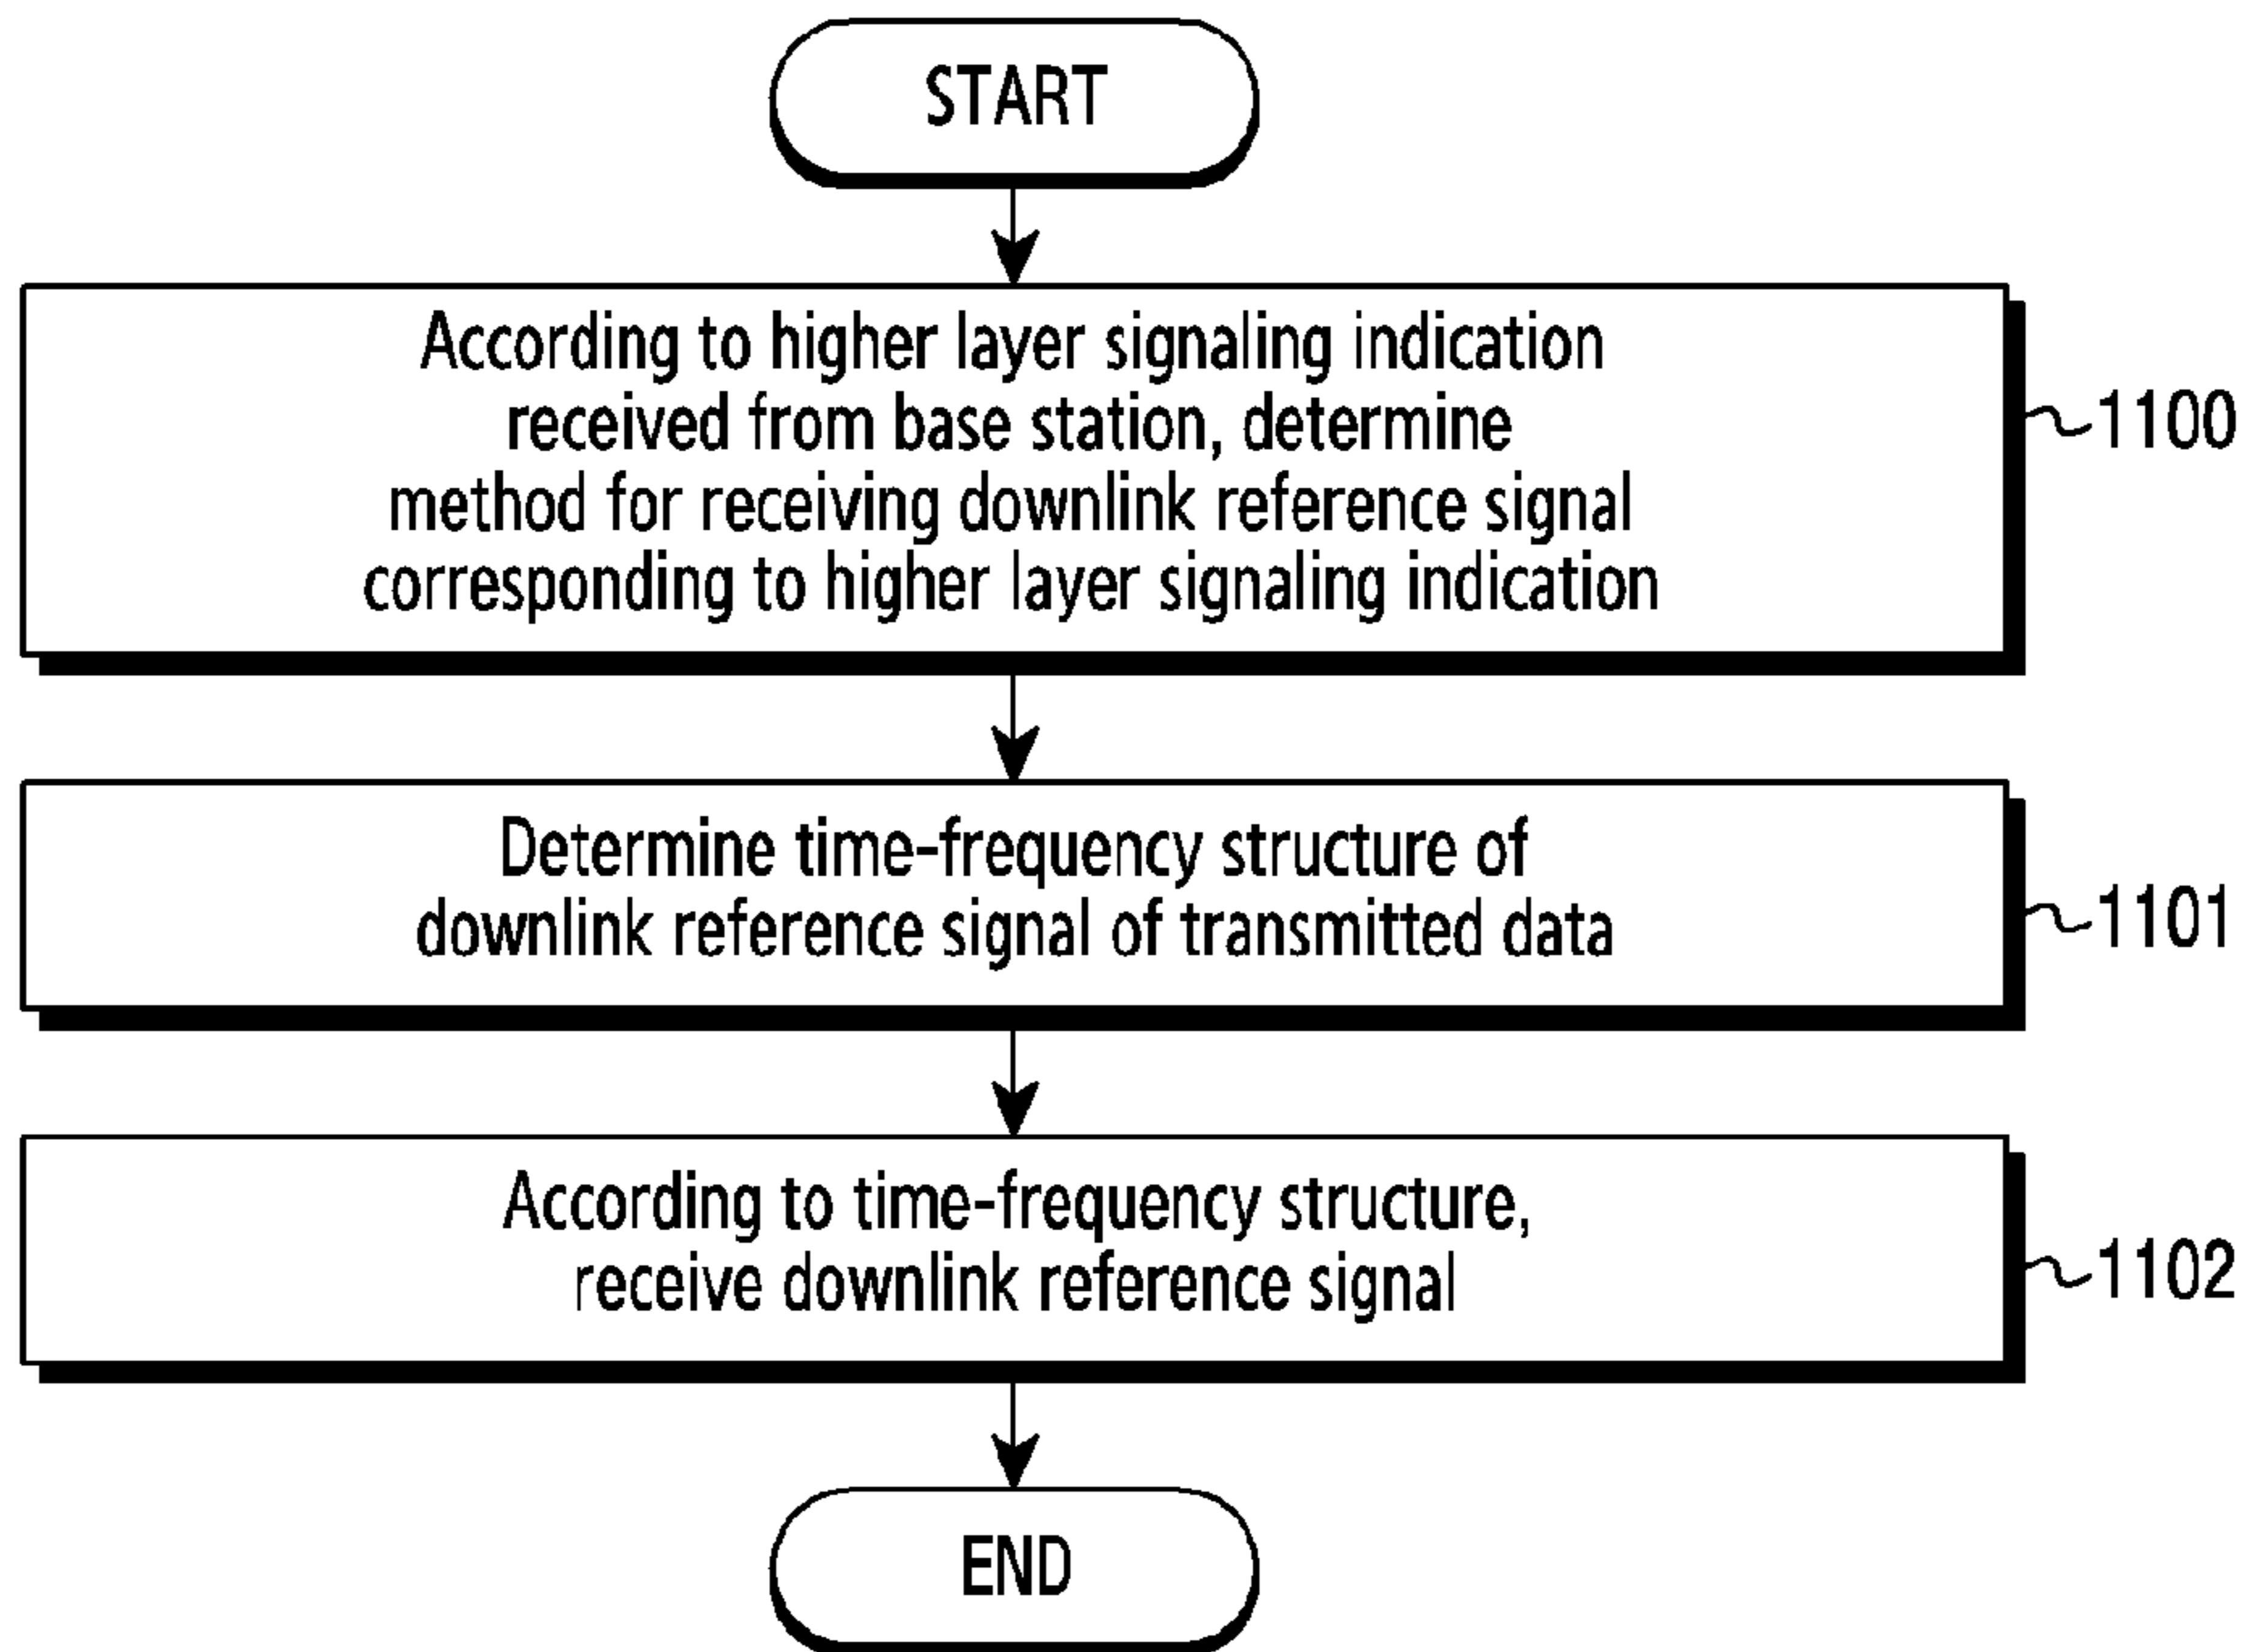 START
According to higher layer signaling indication
received from base station, determine
method for receiving downlink reference signal
corresponding to higher layer signaling indication
1100
Determine time-frequency structure of
downlink reference signal of transmitted data
1101
According to time-frequency structure,
receive downlink reference signal
1102
END